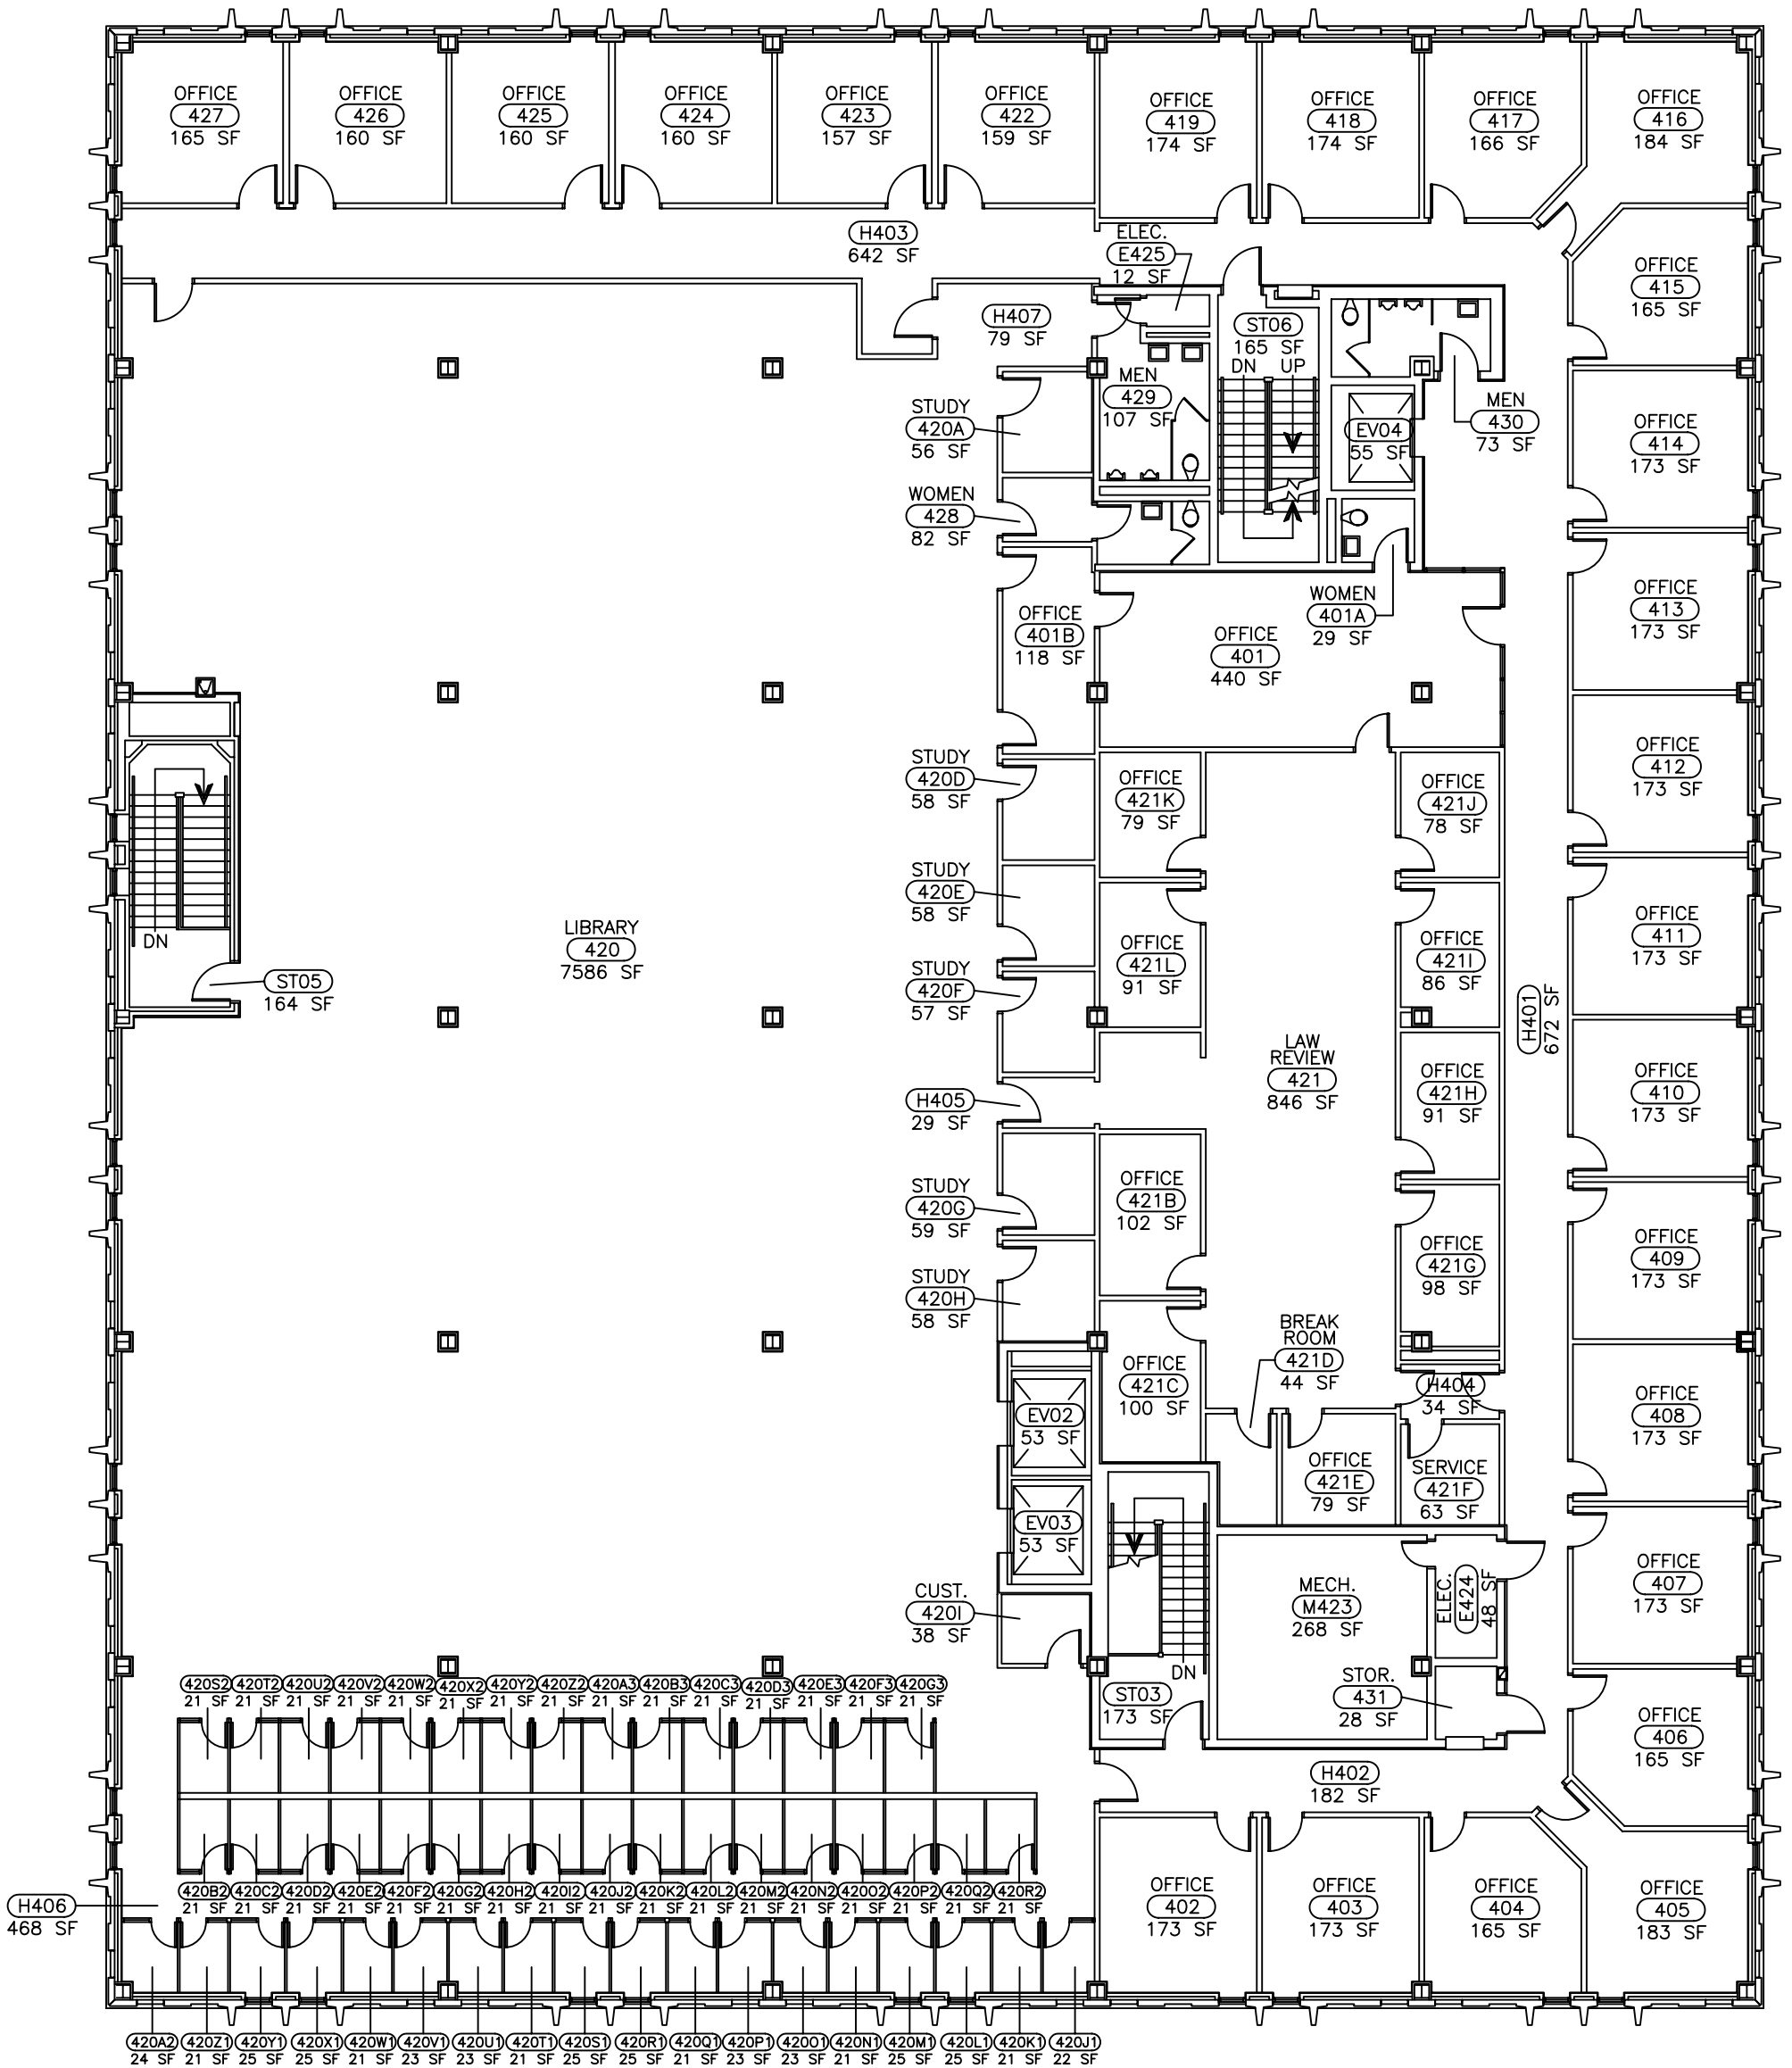 OFFICE
427
165 SF
OFFICE
426
160 SF
OFFICE
425
160 SF
OFFICE
424
160 SF
OFFICE
423
157 SF
OFFICE
422
159 SF
OFFICE
419
174 SF
OFFICE
418
174 SF
OFFICE
417
166 SF
OFFICE
416
184 SF
H403
642 SF
ELEC.
E425
12 SF
OFFICE
415
165 SF
H407
79 SF
ST06
165 SF
DN UP
MEN
429
107 SF
EV04
55 SF
MEN
430
73 SF
STUDY
420A
56 SF
OFFICE
414
173 SF
WOMEN
428
82 SF
OFFICE
413
173 SF
OFFICE
401B
118 SF
WOMEN
401A
29 SF
OFFICE
401
440 SF
STUDY
420D
58 SF
OFFICE
421K
79 SF
OFFICE
421J
78 SF
OFFICE
412
173 SF
STUDY
420E
58 SF
LIBRARY
420
7586 SF
DN
ST05
164 SF
OFFICE
421L
91 SF
OFFICE
421I
86 SF
OFFICE
411
173 SF
STUDY
420F
57 SF
H401
672 SF
LAW
REVIEW
421
846 SF
OFFICE
421H
91 SF
OFFICE
410
173 SF
H405
29 SF
STUDY
420G
59 SF
OFFICE
421B
102 SF
OFFICE
421G
98 SF
OFFICE
409
173 SF
STUDY
420H
58 SF
BREAK
ROOM
421D
44 SF
OFFICE
421C
100 SF
H404
34 SF
OFFICE
408
173 SF
EV02
53 SF
OFFICE
421E
79 SF
SERVICE
421F
63 SF
EV03
53 SF
CUST.
420I
38 SF
MECH.
M423
268 SF
ELEC.
E424
48 SF
OFFICE
407
173 SF
DN
ST03
173 SF
STOR.
431
28 SF
OFFICE
406
165 SF
H402
182 SF
420S2 420T2 420U2 420V2 420W2 420X2 420Y2 420Z2 420A3 420B3 420C3 420D3 420E3 420F3 420G3
21 SF 21 SF 21 SF 21 SF 21 SF 21 SF 21 SF 21 SF 21 SF 21 SF 21 SF 21 SF 21 SF 21 SF 21 SF
420B2 420C2 420D2 420E2 420F2 420G2 420H2 420I2 420J2 420K2 420L2 420M2 420N2 420O2 420P2 420Q2 420R2
21 SF 21 SF 21 SF 21 SF 21 SF 21 SF 21 SF 21 SF 21 SF 21 SF 21 SF 21 SF 21 SF 21 SF 21 SF 21 SF 21 SF
H406
468 SF
OFFICE
402
173 SF
OFFICE
403
173 SF
OFFICE
404
165 SF
OFFICE
405
183 SF
420A2 420Z1 420Y1 420X1 420W1 420V1 420U1 420T1 420S1 420R1 420Q1 420P1 420O1 420N1 420M1 420L1 420K1 420J1
24 SF 21 SF 25 SF 25 SF 21 SF 23 SF 23 SF 21 SF 25 SF 25 SF 21 SF 23 SF 23 SF 21 SF 25 SF 25 SF 21 SF 22 SF